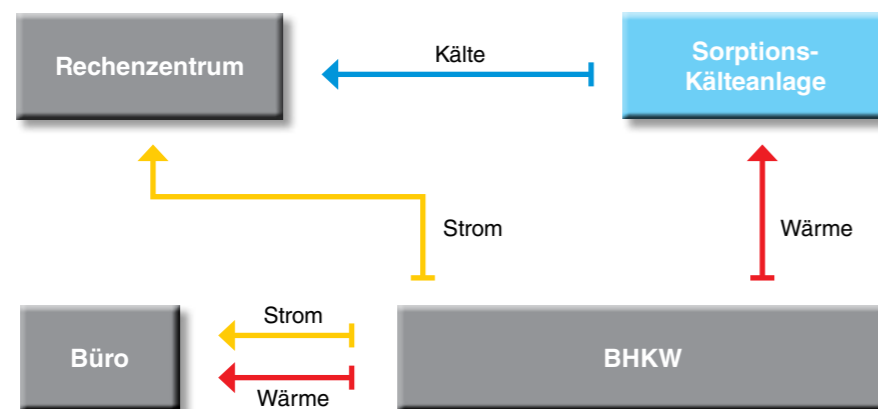 Rechenzentrum
Kälte
Sorptions-
Kälteanlage
Strom
Wärme
Strom
Büro
BHKW
Wärme